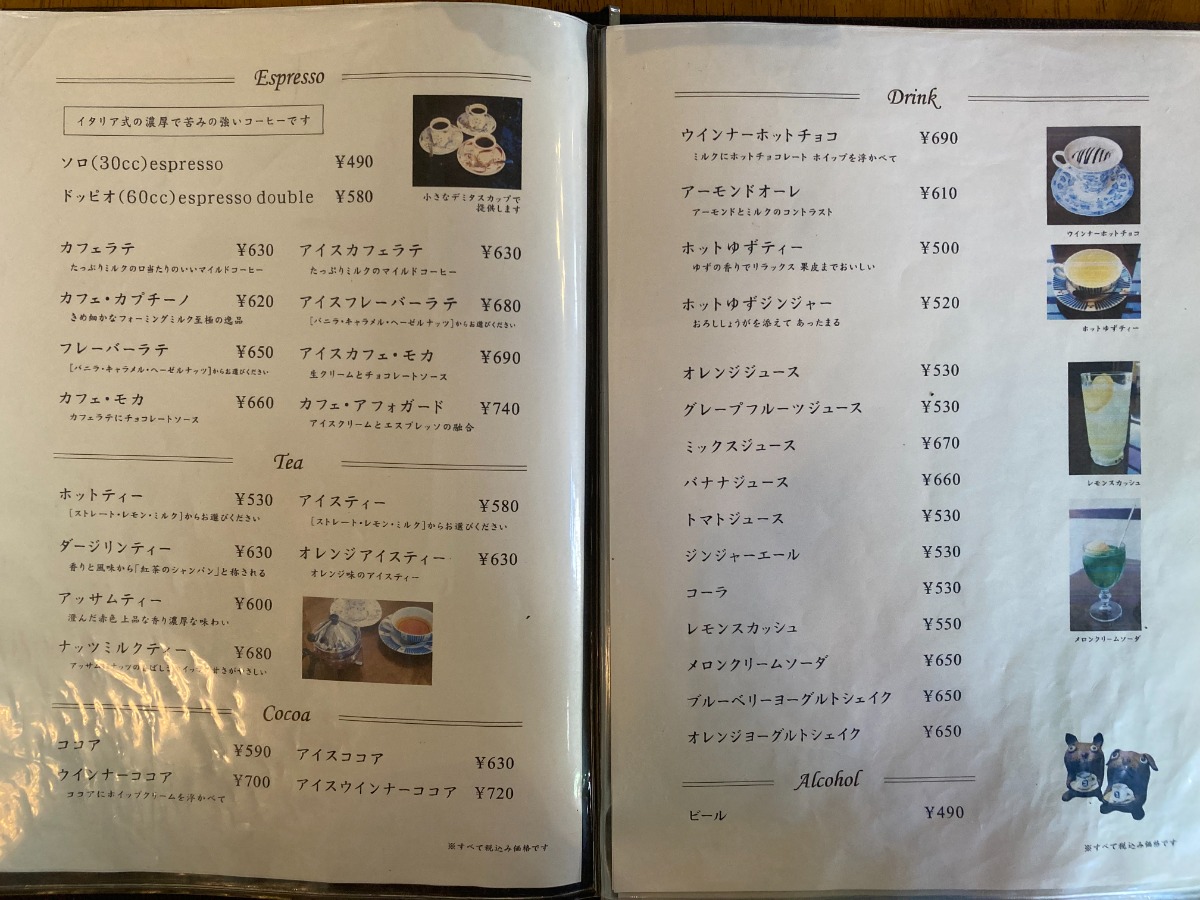 Espresso
イタリア式の濃厚で苦みの強いコーヒーです
ソロ(30cc)espresso ¥490
ドッピオ(60cc)espresso double ¥580
小さなデミタスカップで
提供します
カフェラテ ¥630
たっぷりミルクの口当たりのいいマイルドコーヒー
カフェ・カプチーノ ¥620
きめ細かなフォーミングミルク至極の逸品
フレーバーラテ ¥650
[バニラ・キャラメル・ヘーゼルナッツ]からお選びください
カフェ・モカ ¥660
カフェラテにチョコレートソース
アイスカフェラテ ¥630
たっぷりミルクのマイルドコーヒー
アイスフレーバーラテ ¥680
[バニラ・キャラメル・ヘーゼルナッツ]からお選びください
アイスカフェ・モカ ¥690
生クリームとチョコレートソース
カフェ・アフォガード ¥740
アイスクリームとエスプレッソの融合
Tea
ホットティー ¥530
[ストレート・レモン・ミルク]からお選びください
ダージリンティー ¥630
香りと風味から「紅茶のシャンパン」と称される
アッサムティー ¥600
澄んだ赤色 上品な香り濃厚な味わい
ナッツミルクティー ¥680
アッサム ナッツの ばし さがやさしい
アイスティー ¥580
[ストレート・レモン・ミルク]からお選びください
オレンジアイスティー ¥630
オレンジ味のアイスティー
Cocoa
ココア ¥590
ウインナーココア ¥700
ココアにホイップクリームを浮かべて
アイスココア ¥630
アイスウインナーココア ¥720
※すべて税込み価格です
Drink
ウインナーホットチョコ ¥690
ミルクにホットチョコレート ホイップを浮かべて
アーモンドオーレ ¥610
アーモンドとミルクのコントラスト
ホットゆずティー ¥500
ゆずの香りでリラックス 果皮までおいしい
ホットゆずジンジャー ¥520
おろししょうがを添えて あったまる
オレンジジュース ¥530
グレープフルーツジュース ¥530
ミックスジュース ¥670
バナナジュース ¥660
トマトジュース ¥530
ジンジャーエール ¥530
コーラ ¥530
レモンスカッシュ ¥550
メロンクリームソーダ ¥650
ブルーベリーヨーグルトシェイク ¥650
オレンジヨーグルトシェイク ¥650
ウインナーホットチョコ
ホットゆずティー
レモンスカッシュ
メロンクリームソーダ
Alcohol
ビール ¥490
※すべて税込み価格です